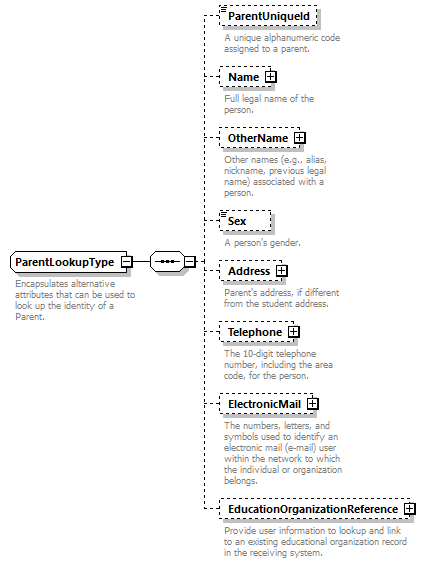 ParentUniqueId
A unique alphanumeric code
assigned to a parent.
Name
Full legal name of the
person.
OtherName
Other names (e.g., alias,
nickname, previous legal
name) associated with a
person.
Sex
A person's gender.
ParentLookupType
Encapsulates alternative
attributes that can be used to
look up the identity of a
Parent.
Address
Parent's address, if different
from the student address.
Telephone
The 10-digit telephone
number, including the area
code, for the person.
ElectronicMail
The numbers, letters, and
symbols used to identify an
electronic mail (e-mail) user
within the network to which
the individual or organization
belongs.
EducationOrganizationReference
Provide user information to lookup and link
to an existing educational organization record
in the receiving system.